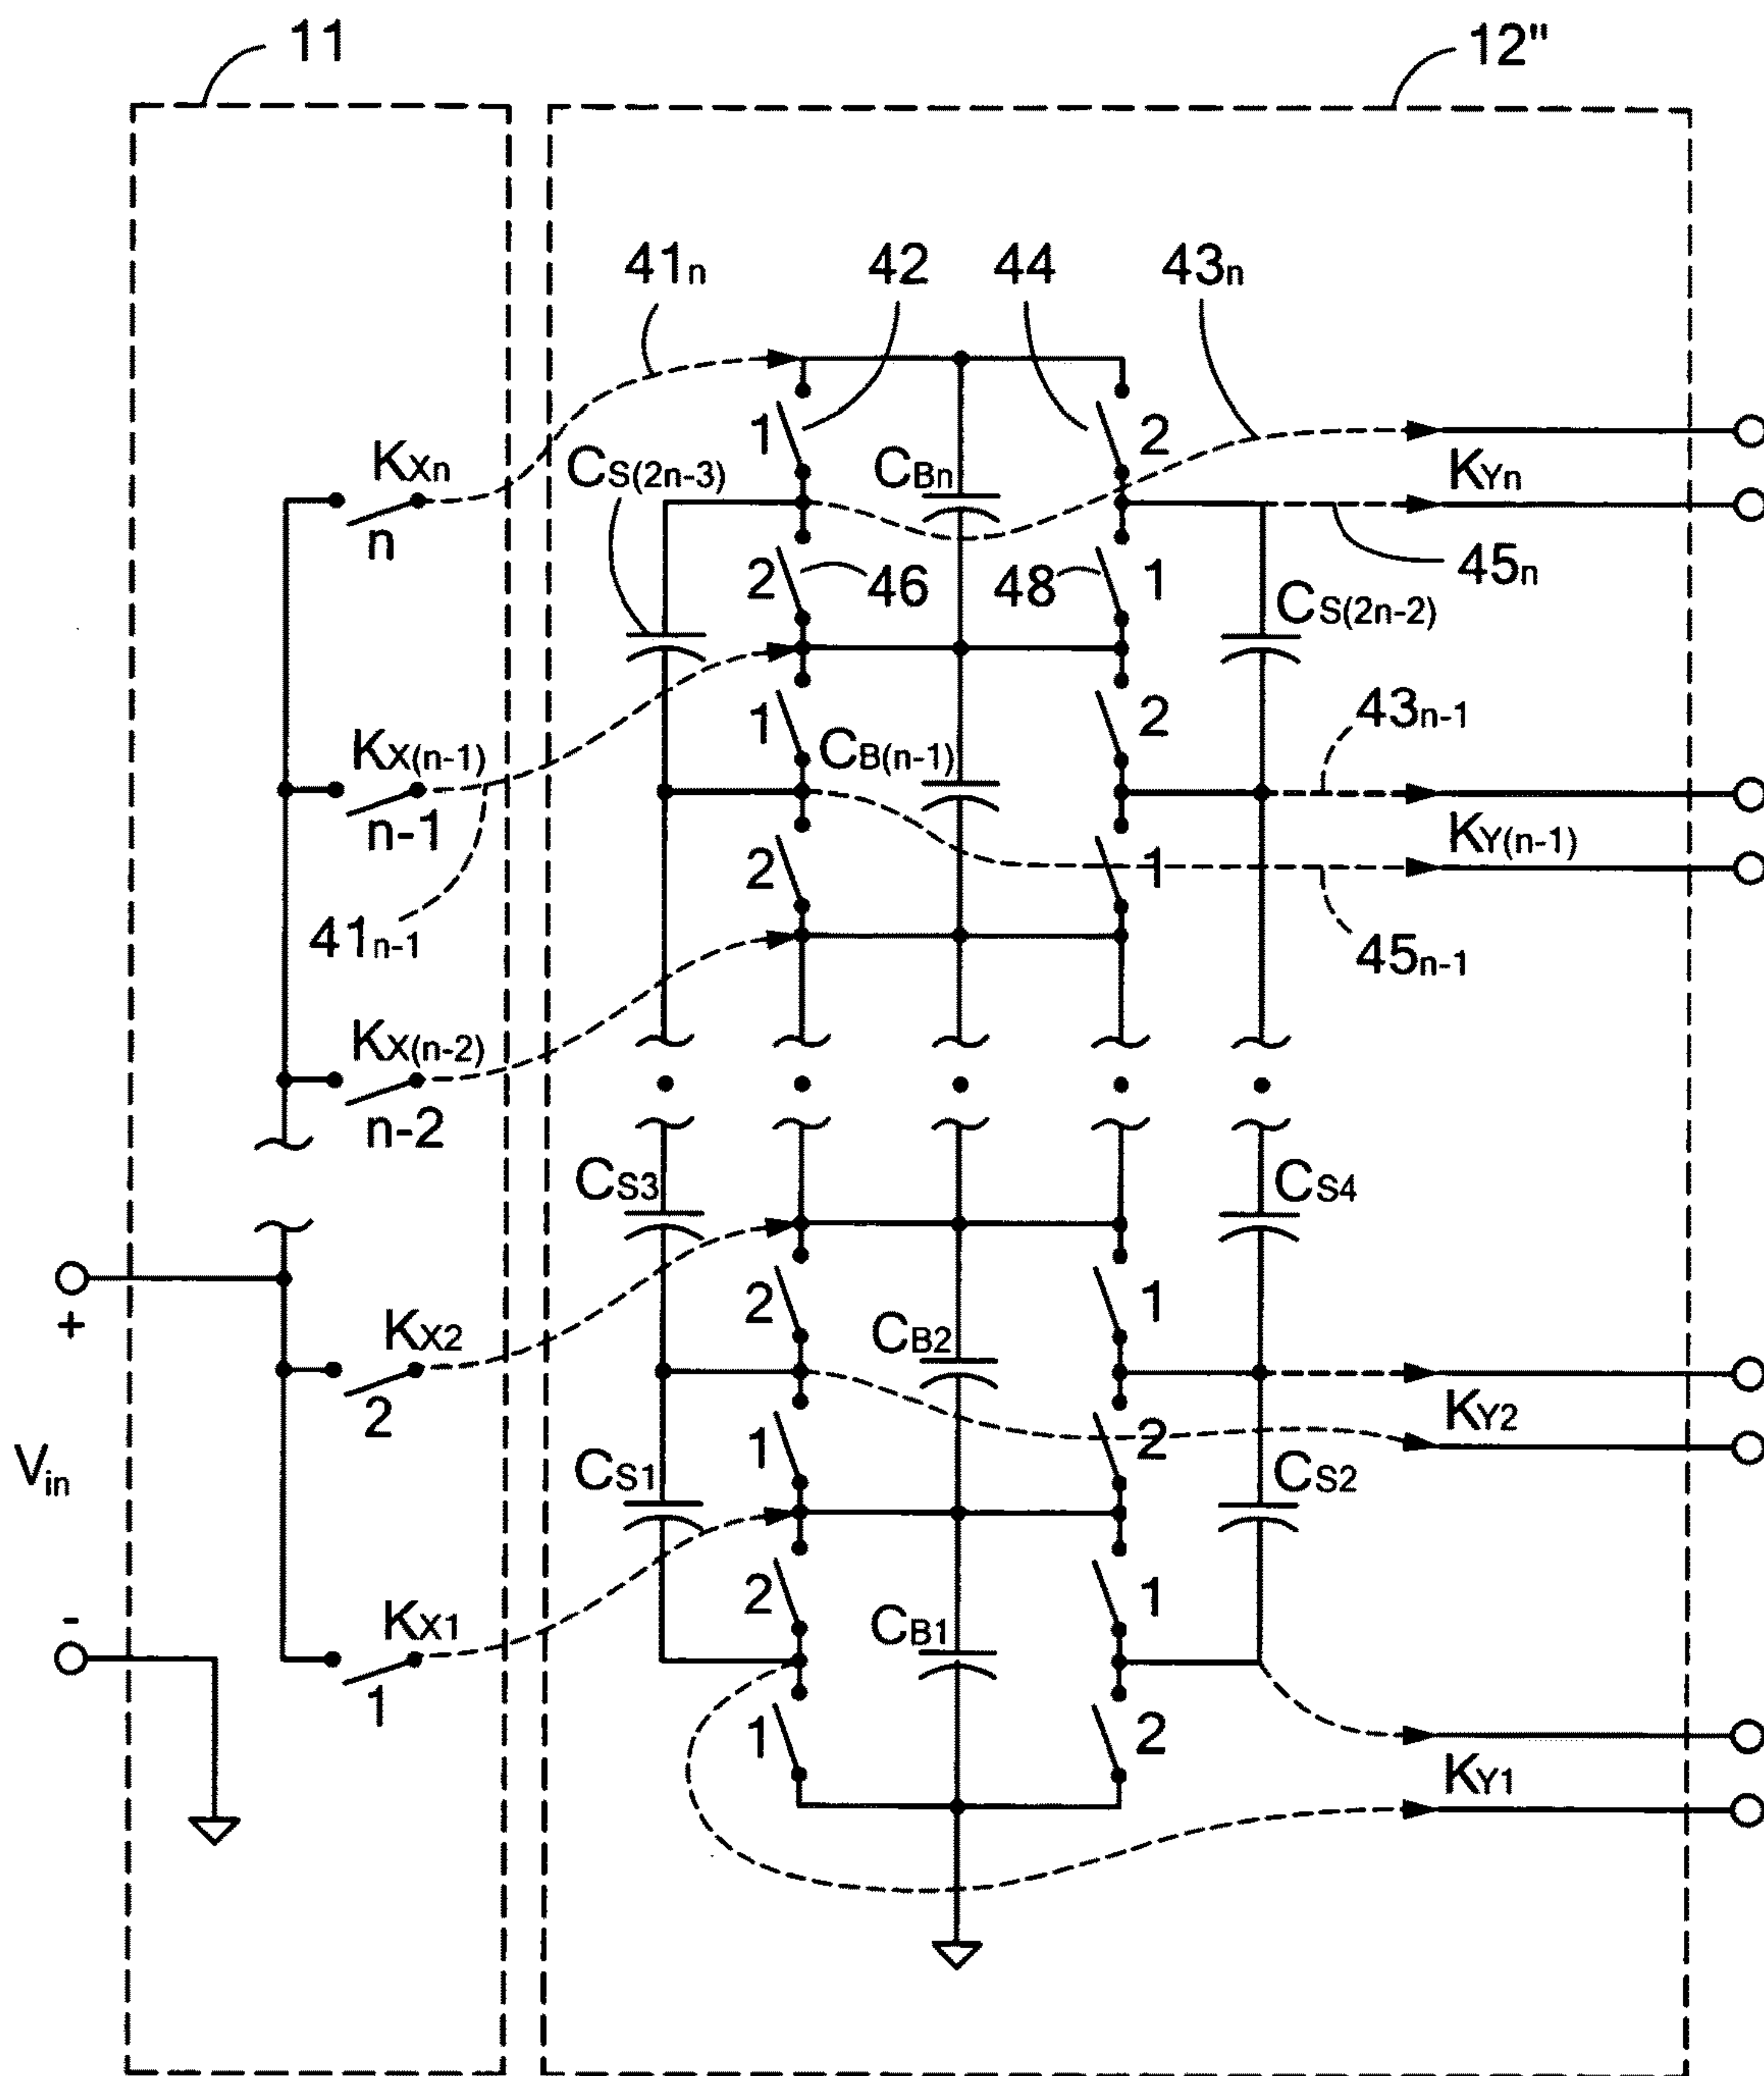 11
12"
41n
42
44
43n
1
2
KXn
CS(2n-3)
CBn
KYn
n
2
46
48
1
45n
CS(2n-2)
1
2
43n-1
KX(n-1)
CB(n-1)
n-1
2
1
KY(n-1)
41n-1
45n-1
KX(n-2)
n-2
CS3
CS4
+
KX2
2
CB2
1
2
KY2
Vin
CS1
1
2
CS2
-
KX1
2
CB1
1
1
1
2
KY1